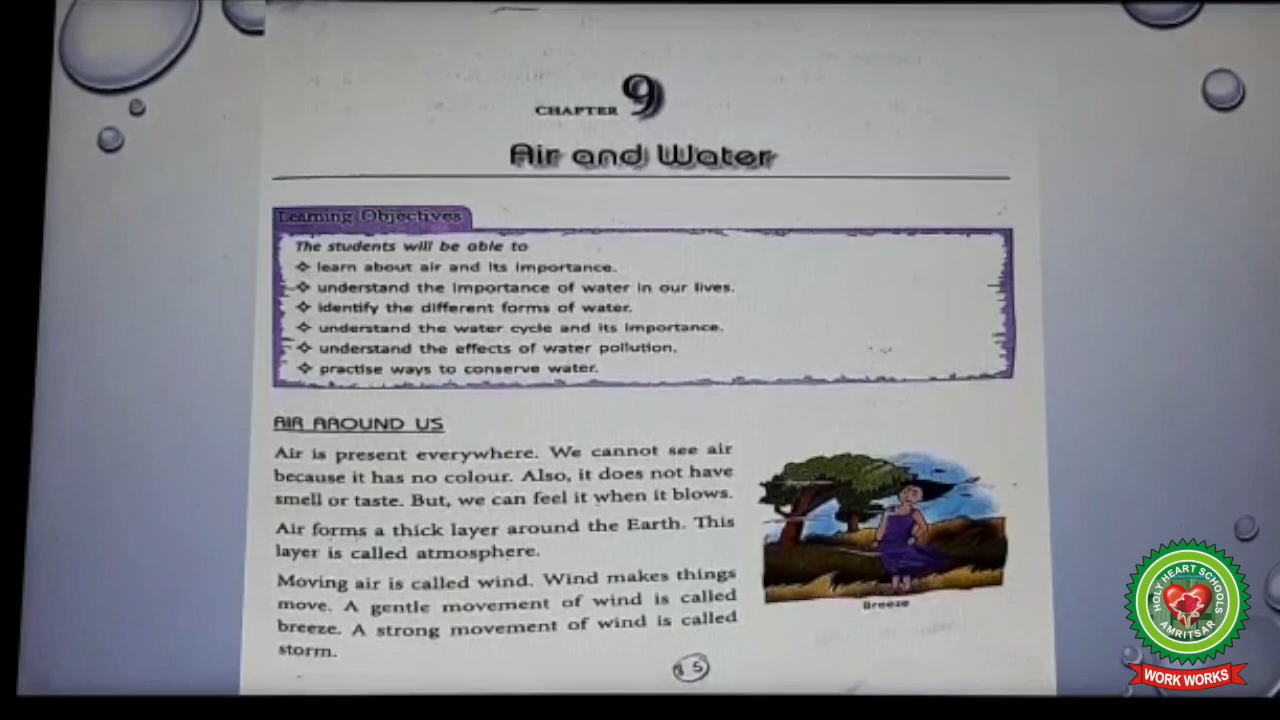 CHAPTER 9
Air and Water
Learning Objectives
The students will be able to
❖ learn about air and its importance.
❖ understand the importance of water in our lives.
❖ identify the different forms of water.
❖ understand the water cycle and its importance.
❖ understand the effects of water pollution.
❖ practise ways to conserve water.
AIR AROUND US
Air is present everywhere. We cannot see air
because it has no colour. Also, it does not have
smell or taste. But, we can feel it when it blows.
Air forms a thick layer around the Earth. This
layer is called atmosphere.
Moving air is called wind. Wind makes things
move. A gentle movement of wind is called
breeze. A strong movement of wind is called
storm.
Breeze
HOLY HEART SCHOOLS
AMRITSAR
WORK WORKS